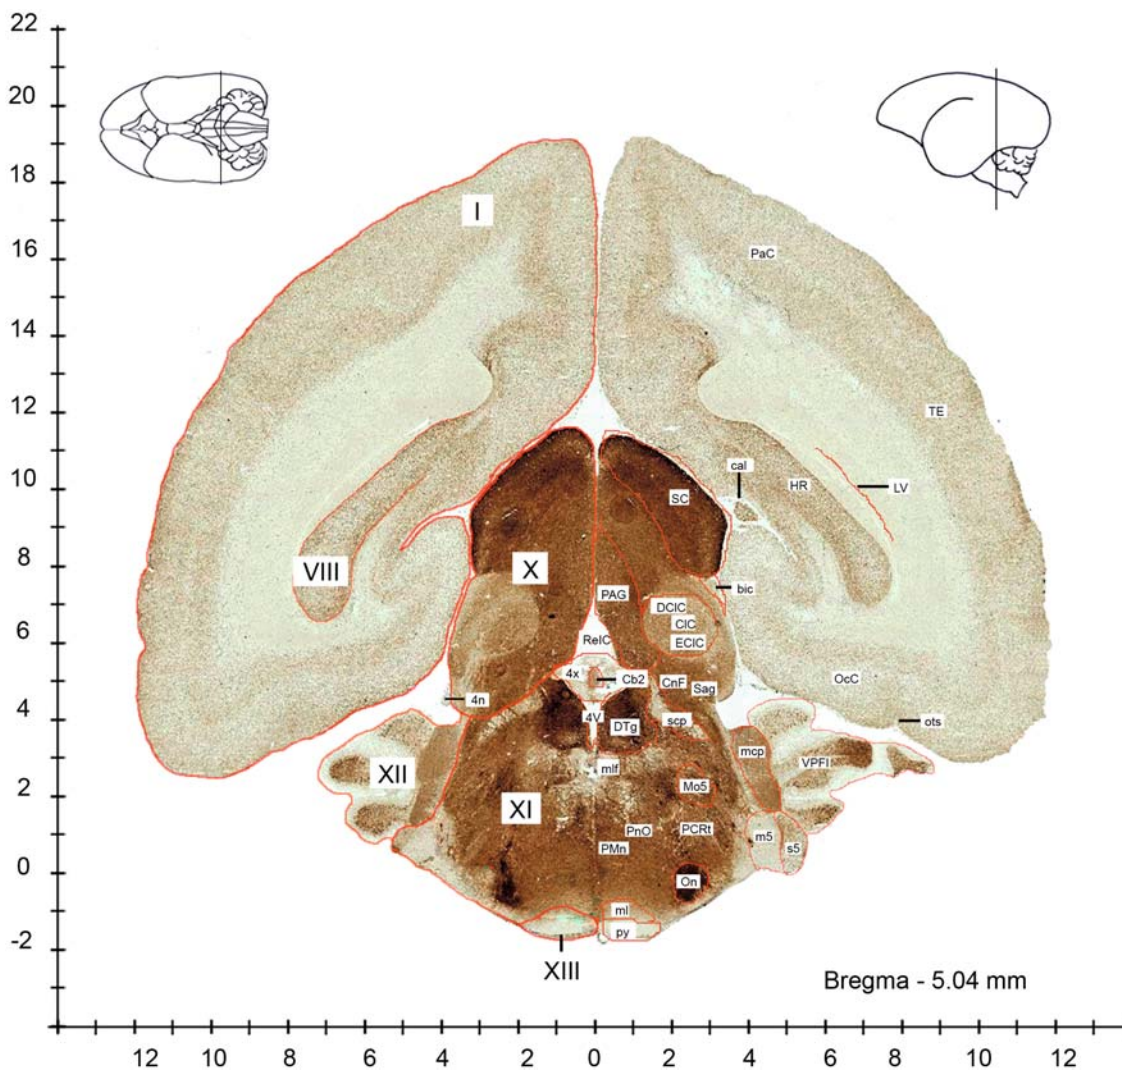 22
20
18
16
14
12
10
8
6
4
2
0
-2
I
PaC
TE
cal
HR
LV
SC
VIII
X
bic
PAG
DCIC
CIC
ECIC
RelC
4x
Cb2
CnF
Sag
OcC
4n
4V
DTg
scp
ots
mcp
VPFl
XII
mlf
Mo5
XI
PnO
PCRt
m5
s5
PMn
On
ml
py
XIII
Bregma - 5.04 mm
12 10 8 6 4 2 0 2 4 6 8 10 12